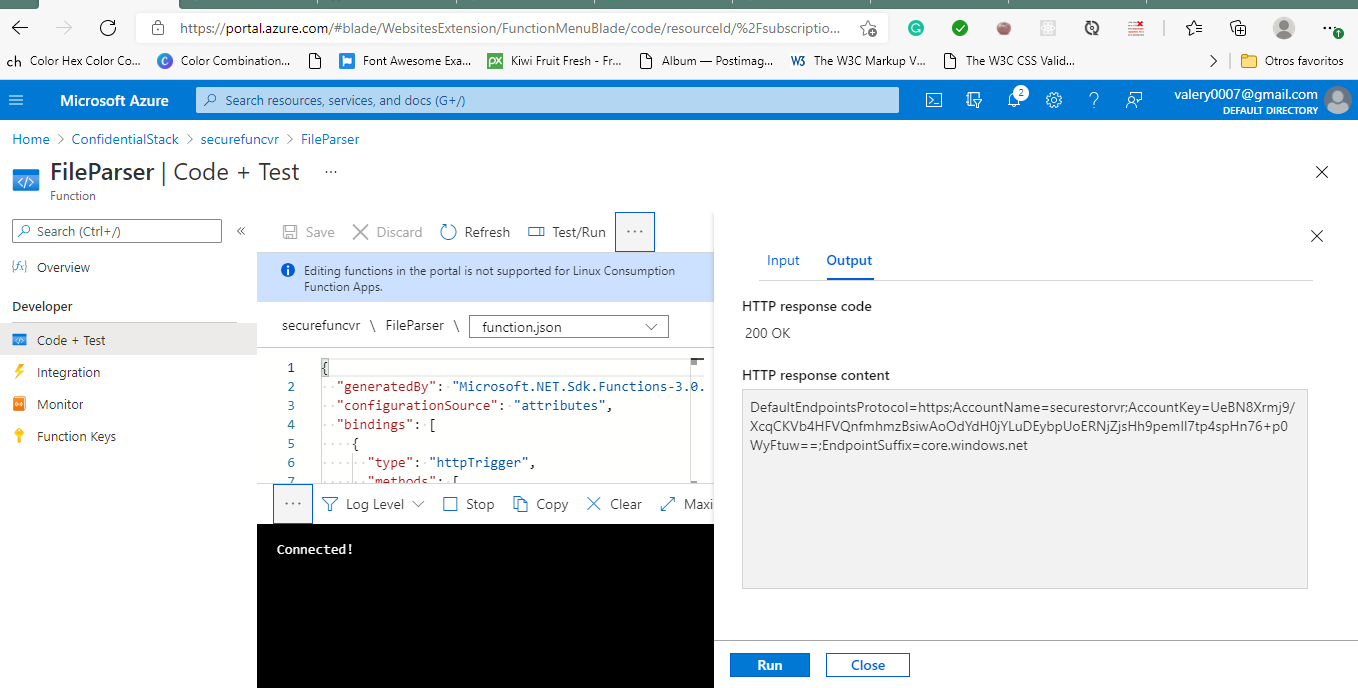 https://portal.azure.com/#blade/WebsitesExtension/FunctionMenuBlade/code/resourceId/%2Fsubscriptio...
ch Color Hex Color Co... Color Combination... Font Awesome Exa... Kiwi Fruit Fresh - Fr... Album — Postimag... The W3C Markup V... The W3C CSS Valid... Otros favoritos
Microsoft Azure
Search resources, services, and docs (G+/)
2
valery0007@gmail.com
DEFAULT DIRECTORY
Home > ConfidentialStack > securefuncvr > FileParser
FileParser | Code + Test ...
Function
Search (Ctrl+/)
«
Overview
Developer
Code + Test
Integration
Monitor
Function Keys
Save Discard Refresh Test/Run ...
Editing functions in the portal is not supported for Linux Consumption
Function Apps.
securefuncvr \ FileParser \ function.json
1 {
2 "generatedBy": "Microsoft.NET.Sdk.Functions-3.0.
3 "configurationSource": "attributes",
4 "bindings": [
5 {
6 "type": "httpTrigger",
7 "methods": [
... Log Level Stop Copy Clear Maxi
Connected!
Input Output
HTTP response code
200 OK
HTTP response content
DefaultEndpointsProtocol=https;AccountName=securestorvr;AccountKey=UeBN8Xrmj9/
XcqCKVb4HFVQnfmhmzBsiwAoOdYdH0jYLuDEybpUoERNjZjsHh9pemIl7tp4spHn76+p0
WyFtuw==;EndpointSuffix=core.windows.net
Run Close